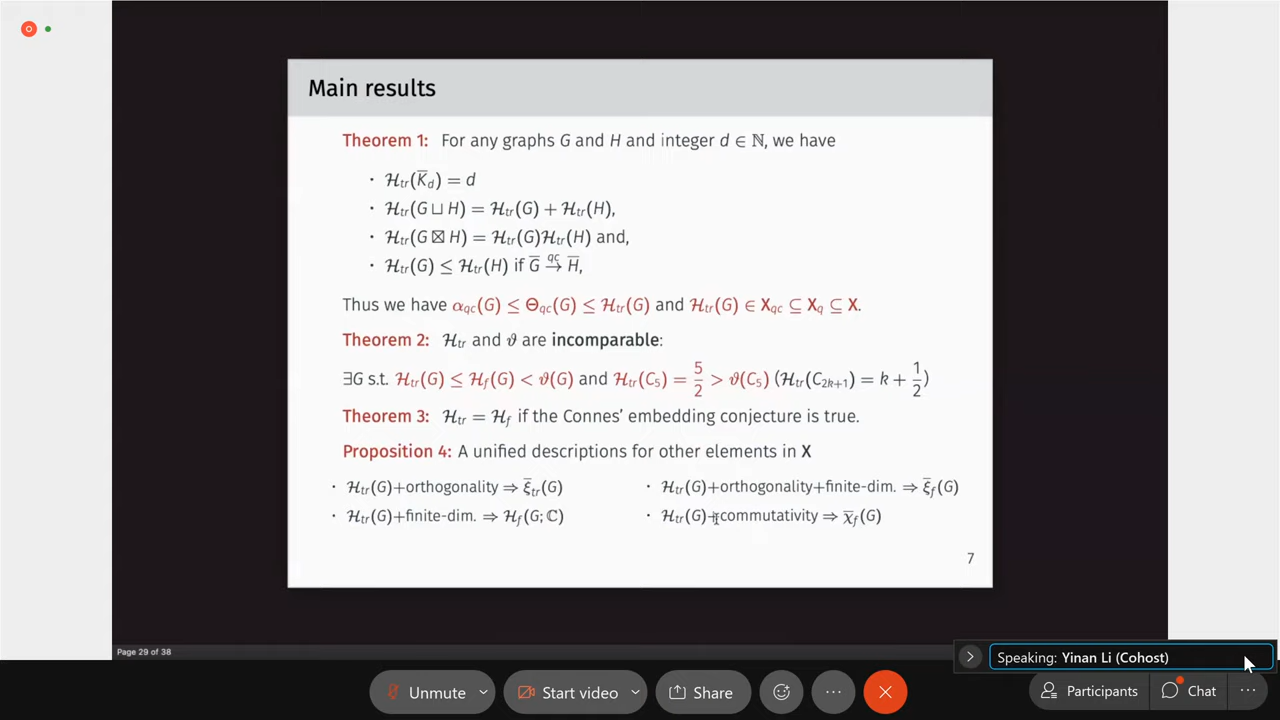 Main results
Theorem 1: For any graphs G and H and integer d ∈ ℕ, we have
· ℋ_tr(K̅_d) = d
· ℋ_tr(G ⊔ H) = ℋ_tr(G) + ℋ_tr(H),
· ℋ_tr(G ⊠ H) = ℋ_tr(G)ℋ_tr(H) and,
· ℋ_tr(G) ≤ ℋ_tr(H) if G̅ →^qc H̅,
Thus we have α_qc(G) ≤ Θ_qc(G) ≤ ℋ_tr(G) and ℋ_tr(G) ∈ X_qc ⊆ X_q ⊆ X.
Theorem 2: ℋ_tr and ϑ are incomparable:
∃G s.t. ℋ_tr(G) ≤ ℋ_f(G) < ϑ(G) and ℋ_tr(C_5) = 5/2 > ϑ(C_5) (ℋ_tr(C_{2k+1}) = k + 1/2)
Theorem 3: ℋ_tr = ℋ_f if the Connes' embedding conjecture is true.
Proposition 4: A unified descriptions for other elements in X
· ℋ_tr(G)+orthogonality ⇒ ξ̅_tr(G)
· ℋ_tr(G)+orthogonality+finite-dim. ⇒ ξ̅_f(G)
· ℋ_tr(G)+finite-dim. ⇒ ℋ_f(G; ℂ)
· ℋ_tr(G)+commutativity ⇒ χ̅_f(G)
7
Page 29 of 38
Speaking: Yinan Li (Cohost)
Unmute
Start video
Share
Participants
Chat